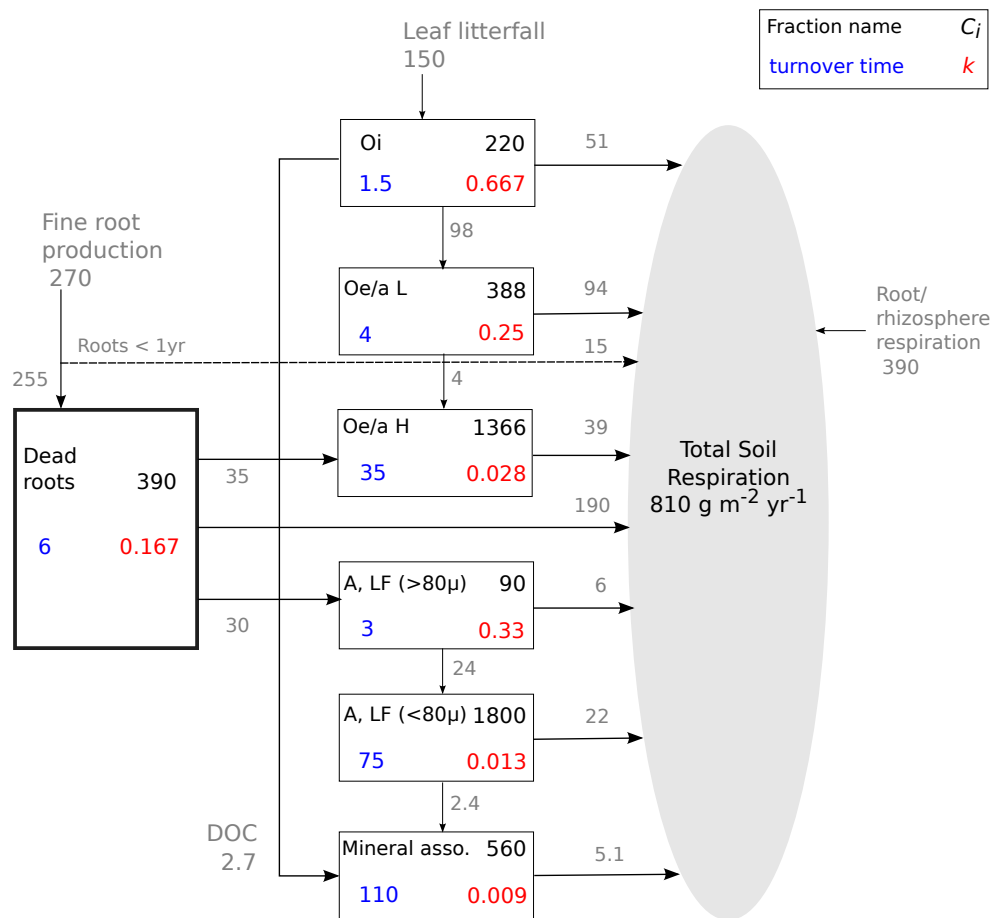 Leaf litterfall
150
Fraction name C_i
turnover time k
Oi 220
1.5 0.667
51
98
Fine root
production
270
Oe/a L 388
4 0.25
94
Root/
rhizosphere
respiration
390
Roots < 1yr
15
255
4
Dead
roots 390
6 0.167
35
Oe/a H 1366
35 0.028
39
Total Soil
Respiration
810 g m^-2 yr^-1
190
30
A, LF (>80μ) 90
3 0.33
6
24
A, LF (<80μ) 1800
75 0.013
22
2.4
DOC
2.7
Mineral asso. 560
110 0.009
5.1